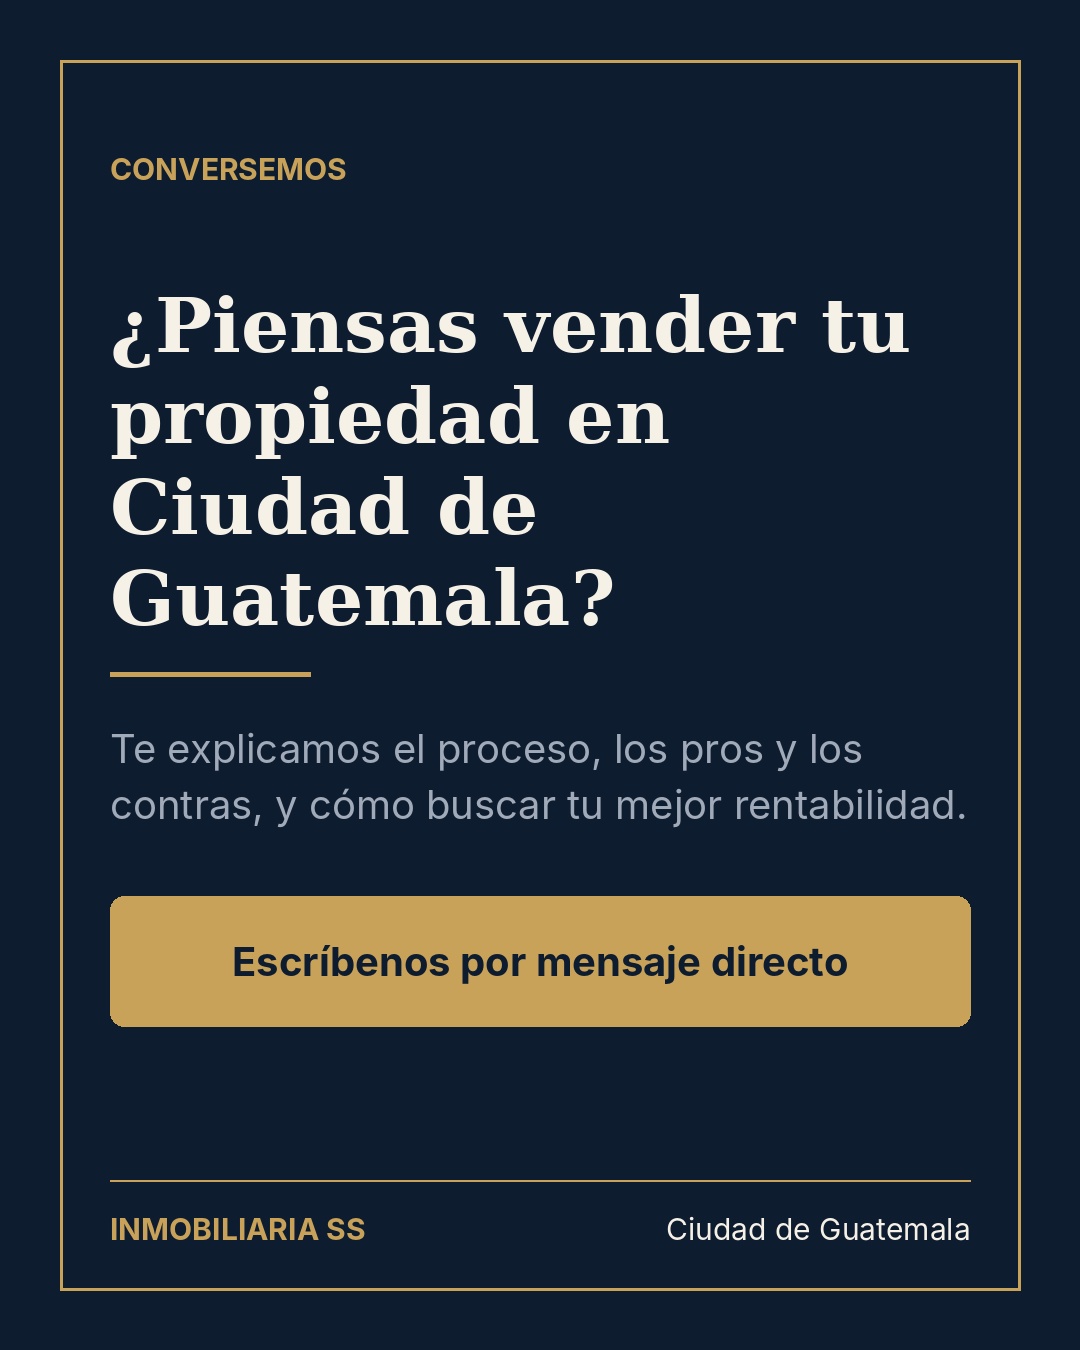 CONVERSEMOS
¿Piensas vender tu
propiedad en
Ciudad de
Guatemala?
Te explicamos el proceso, los pros y los
contras, y cómo buscar tu mejor rentabilidad.
Escríbenos por mensaje directo
INMOBILIARIA SS
Ciudad de Guatemala